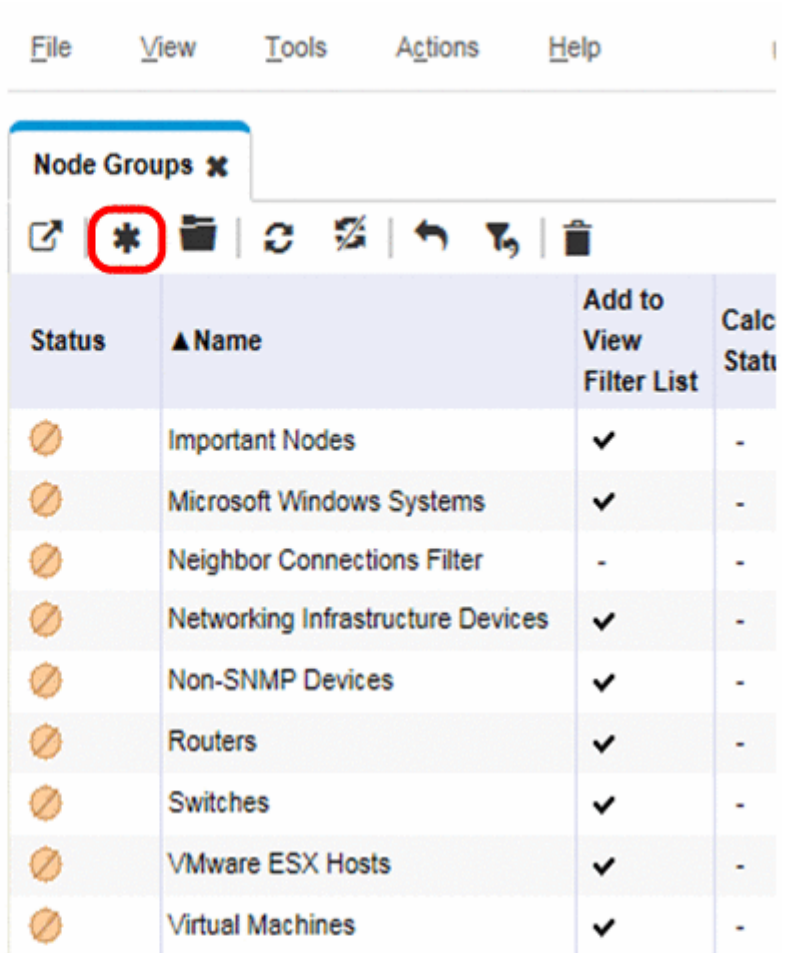 File View Tools Actions Help
Node Groups
Status ▲Name Add to View Filter List
Important Nodes -
Microsoft Windows Systems -
Neighbor Connections Filter - -
Networking Infrastructure Devices -
Non-SNMP Devices -
Routers -
Switches -
VMware ESX Hosts -
Virtual Machines -